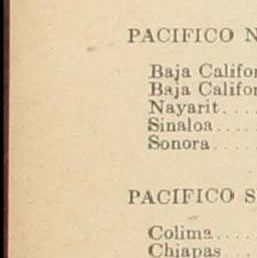 PACIFICO N
Baja Califor
Baja Califor
Nayarit....
Sinaloa....
Sonora....
PACIFICO S
Colima....
Chiapas...